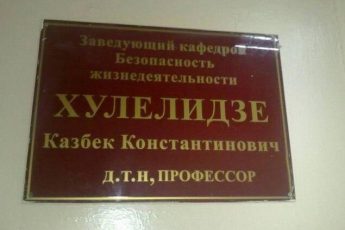 Заведующий кафедрой
Безопасность
жизнедеятельности
ХУЛЕЛИДЗЕ
Казбек Константинович
Д.Т.Н, ПРОФЕССОР